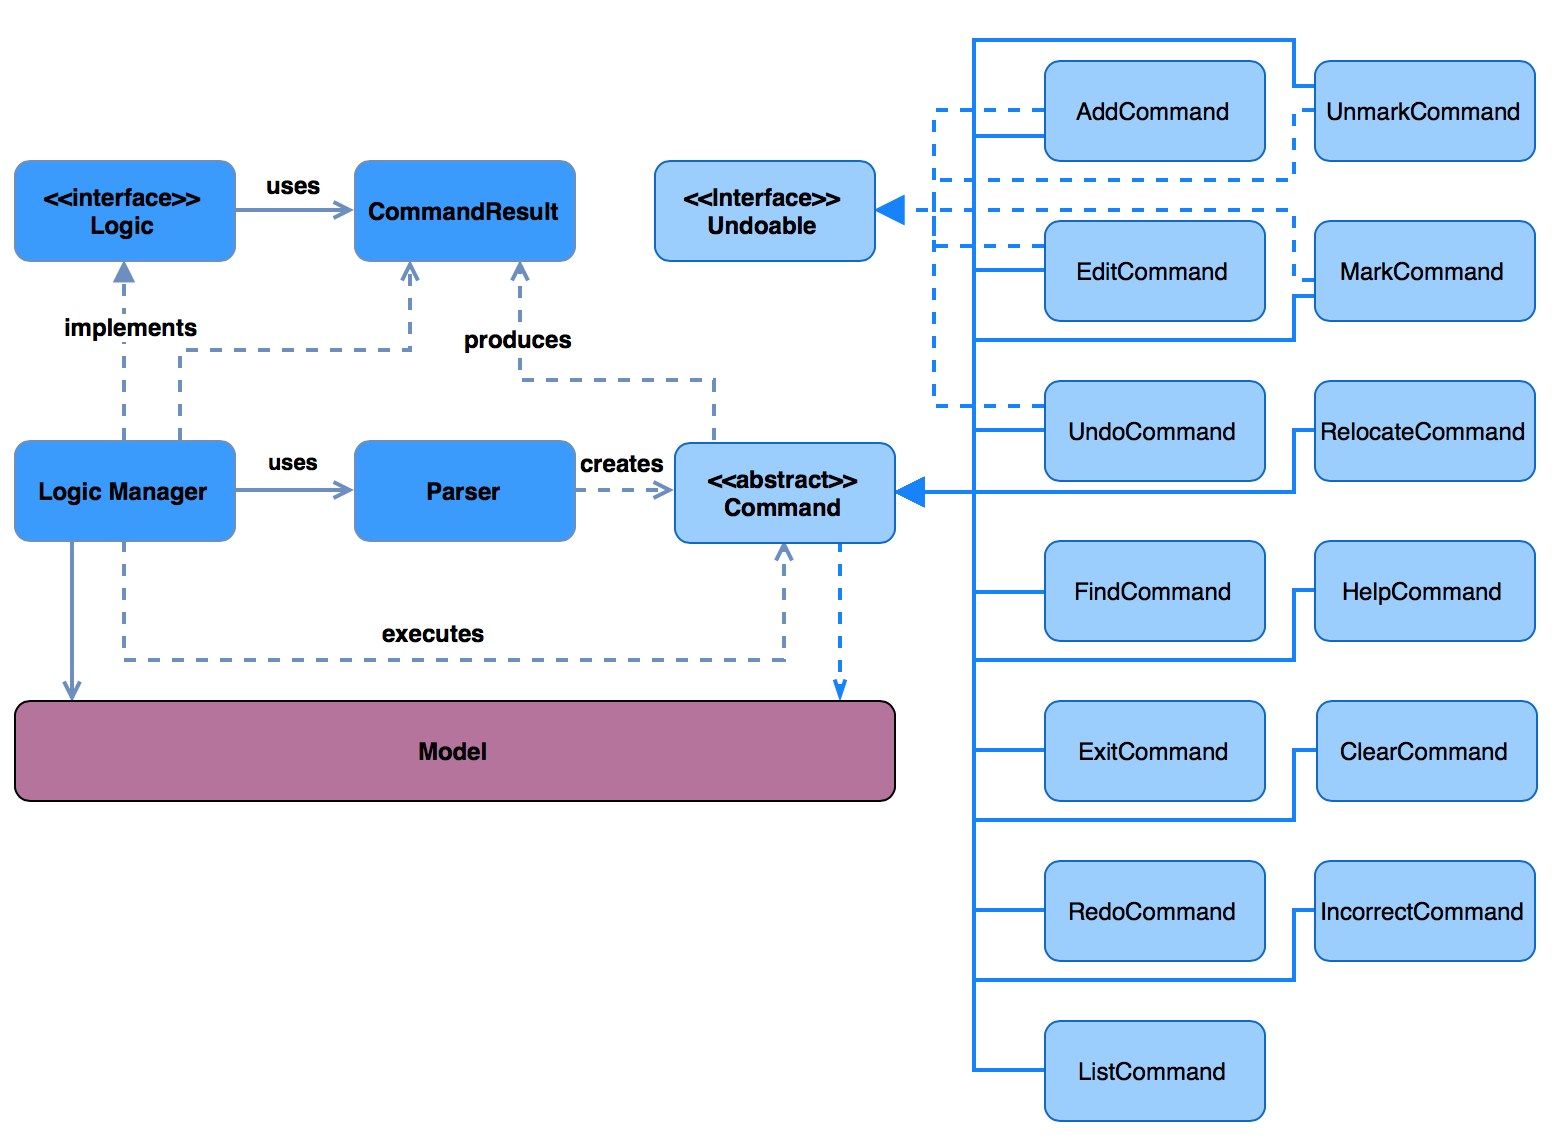 <<interface>>
Logic
uses
CommandResult
<<Interface>>
Undoable
implements
produces
Logic Manager
uses
Parser
creates
<<abstract>>
Command
executes
Model
AddCommand
UnmarkCommand
EditCommand
MarkCommand
UndoCommand
RelocateCommand
FindCommand
HelpCommand
ExitCommand
ClearCommand
RedoCommand
IncorrectCommand
ListCommand